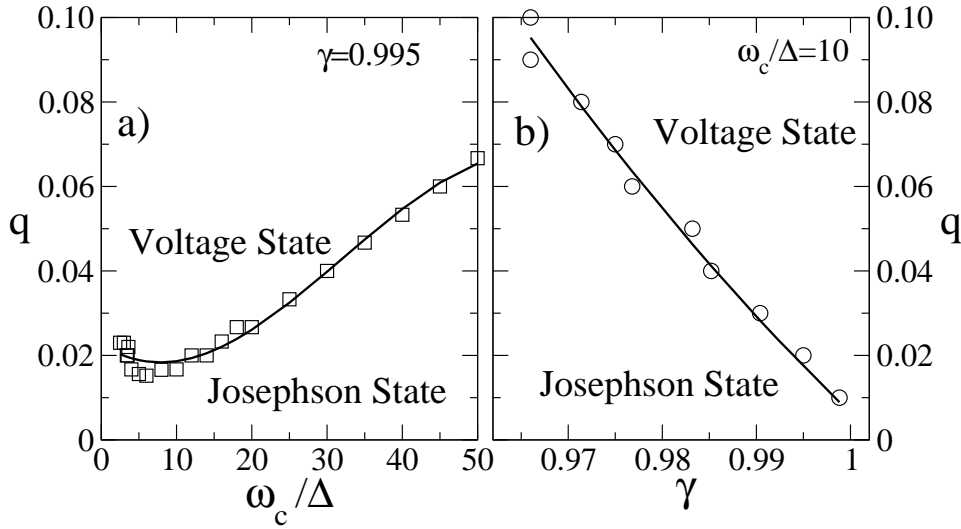 0.10
0.08
0.06
0.04
0.02
0
q
0 10 20 30 40 50
ω_c/Δ
γ=0.995
a)
Voltage State
Josephson State
ω_c/Δ=10
b)
Voltage State
Josephson State
0.97 0.98 0.99 1
γ
0.10
0.08
0.06
0.04
0.02
0
q